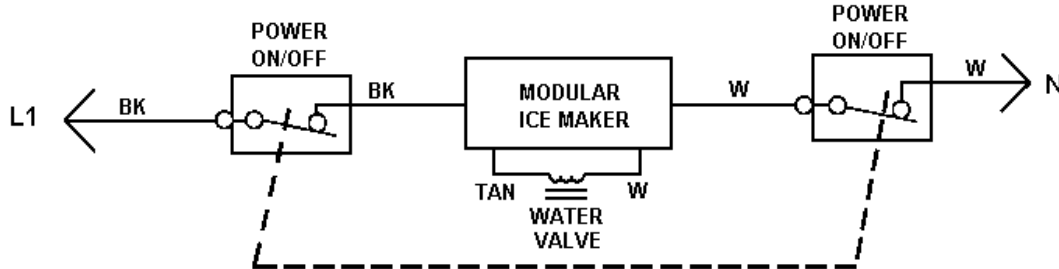 POWER
ON/OFF
POWER
ON/OFF
L1
BK
BK
MODULAR
ICE MAKER
W
W
N
TAN
W
WATER
VALVE